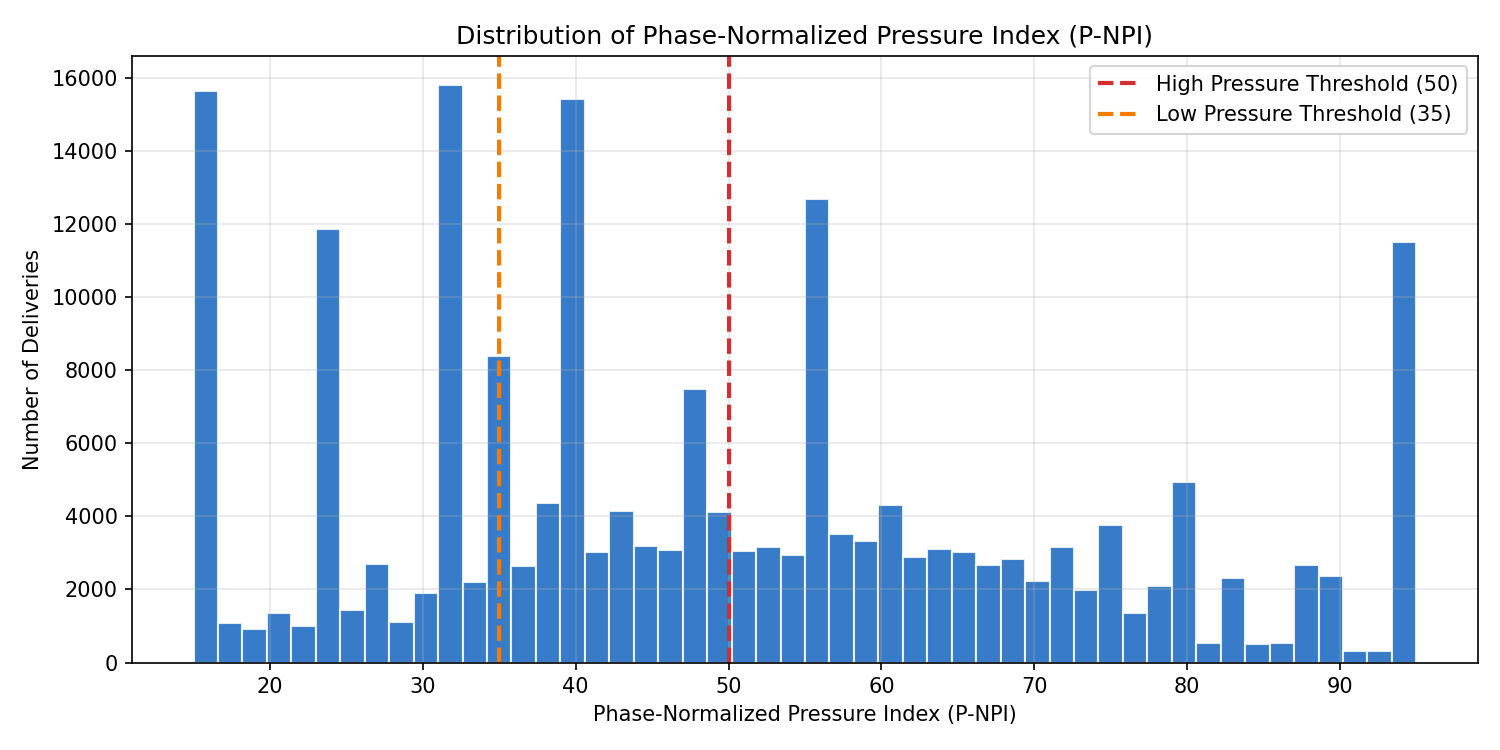 Distribution of Phase-Normalized Pressure Index (P-NPI)
High Pressure Threshold (50)
Low Pressure Threshold (35)
Number of Deliveries
16000
14000
12000
10000
8000
6000
4000
2000
0
20 30 40 50 60 70 80 90
Phase-Normalized Pressure Index (P-NPI)